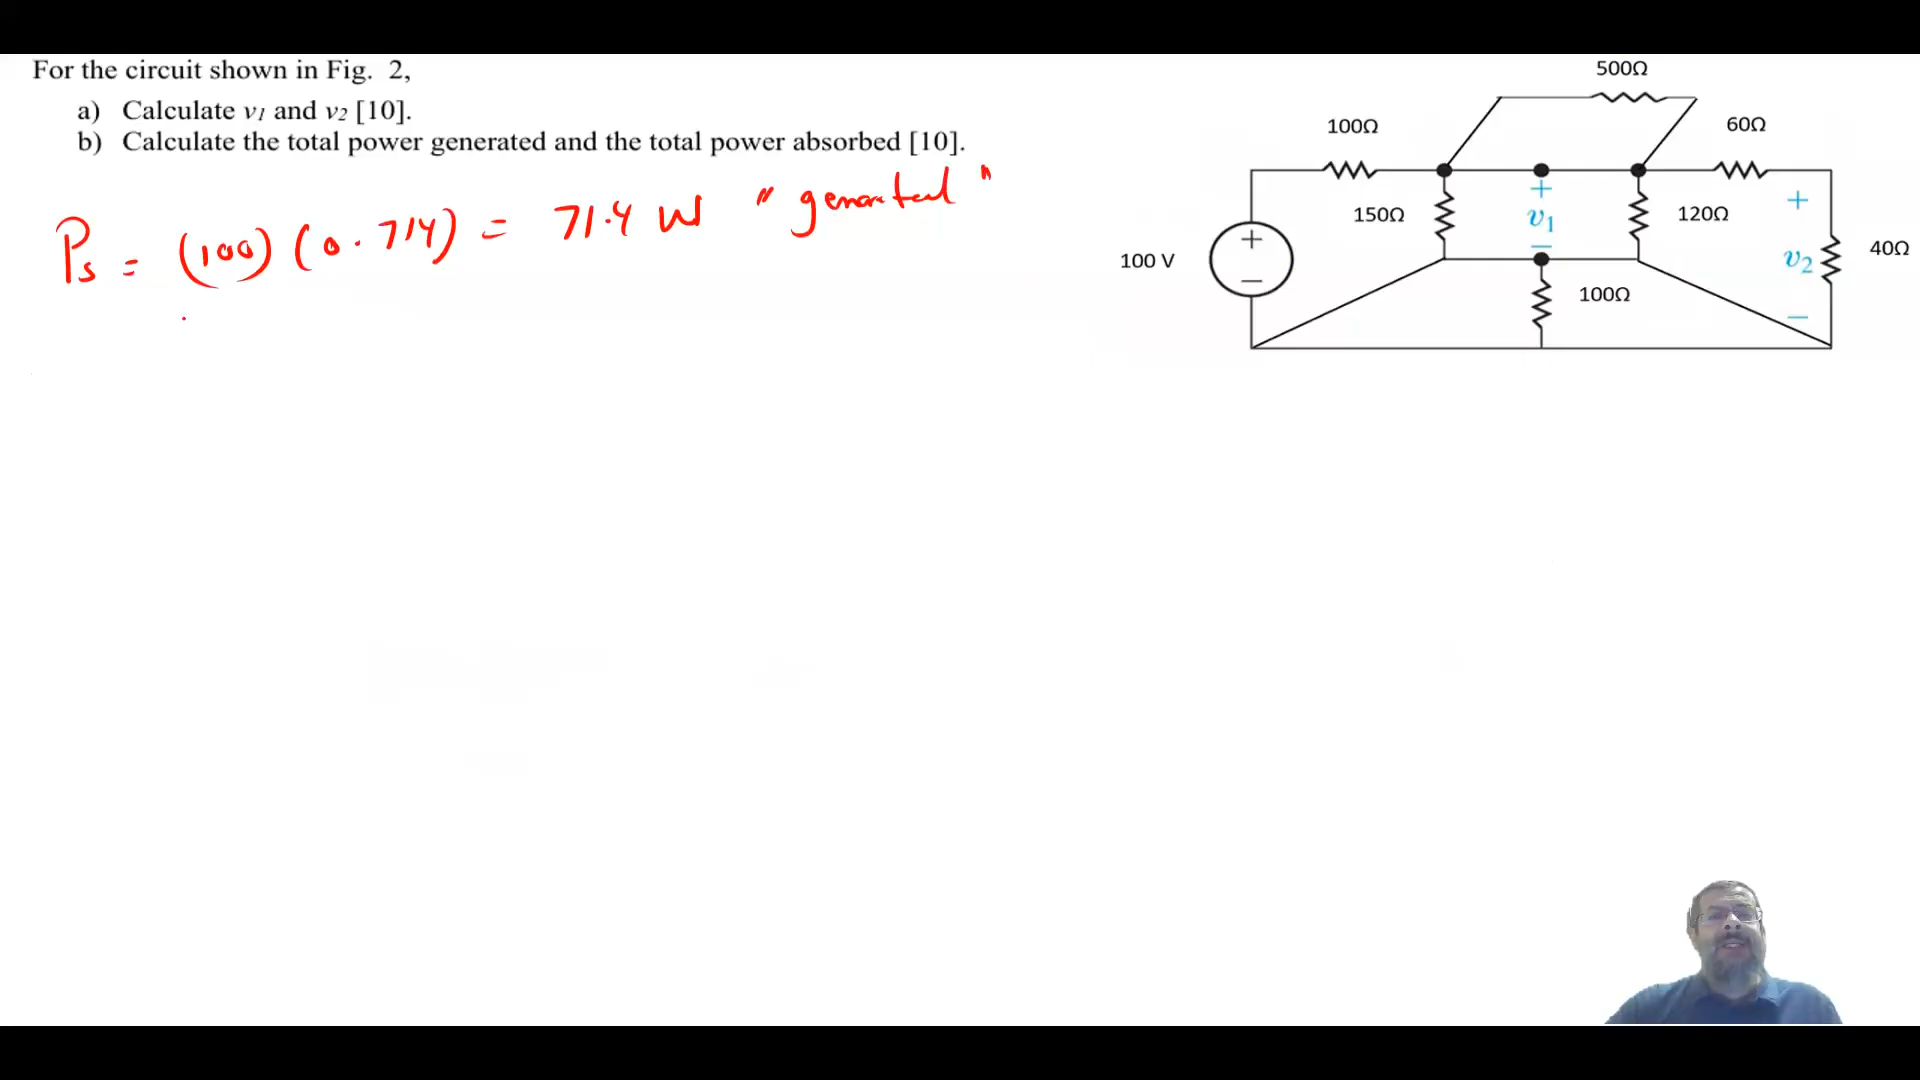 For the circuit shown in Fig. 2,
a) Calculate v1 and v2 [10].
b) Calculate the total power generated and the total power absorbed [10].
Ps = (100) (0.714) = 71.4 W "generated"
500Ω
100Ω
60Ω
150Ω
+
v1
−
120Ω
+
v2
−
40Ω
100 V
+
−
100Ω